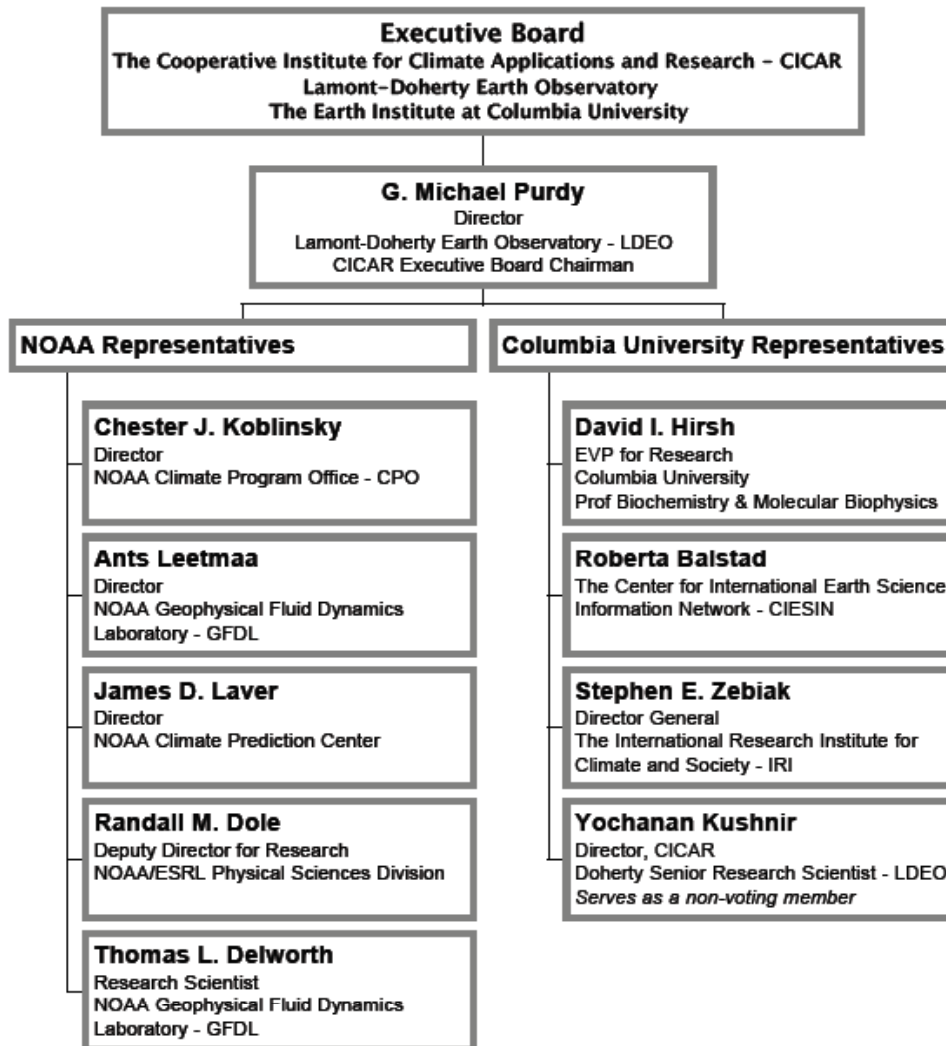 Executive Board
The Cooperative Institute for Climate Applications and Research – CICAR
Lamont–Doherty Earth Observatory
The Earth Institute at Columbia University
G. Michael Purdy
Director
Lamont-Doherty Earth Observatory - LDEO
CICAR Executive Board Chairman
NOAA Representatives
Chester J. Koblinsky
Director
NOAA Climate Program Office - CPO
Ants Leetmaa
Director
NOAA Geophysical Fluid Dynamics
Laboratory - GFDL
James D. Laver
Director
NOAA Climate Prediction Center
Randall M. Dole
Deputy Director for Research
NOAA/ESRL Physical Sciences Division
Thomas L. Delworth
Research Scientist
NOAA Geophysical Fluid Dynamics
Laboratory - GFDL
Columbia University Representatives
David I. Hirsh
EVP for Research
Columbia University
Prof Biochemistry & Molecular Biophysics
Roberta Balstad
The Center for International Earth Science
Information Network - CIESIN
Stephen E. Zebiak
Director General
The International Research Institute for
Climate and Society - IRI
Yochanan Kushnir
Director, CICAR
Doherty Senior Research Scientist - LDEO
Serves as a non-voting member